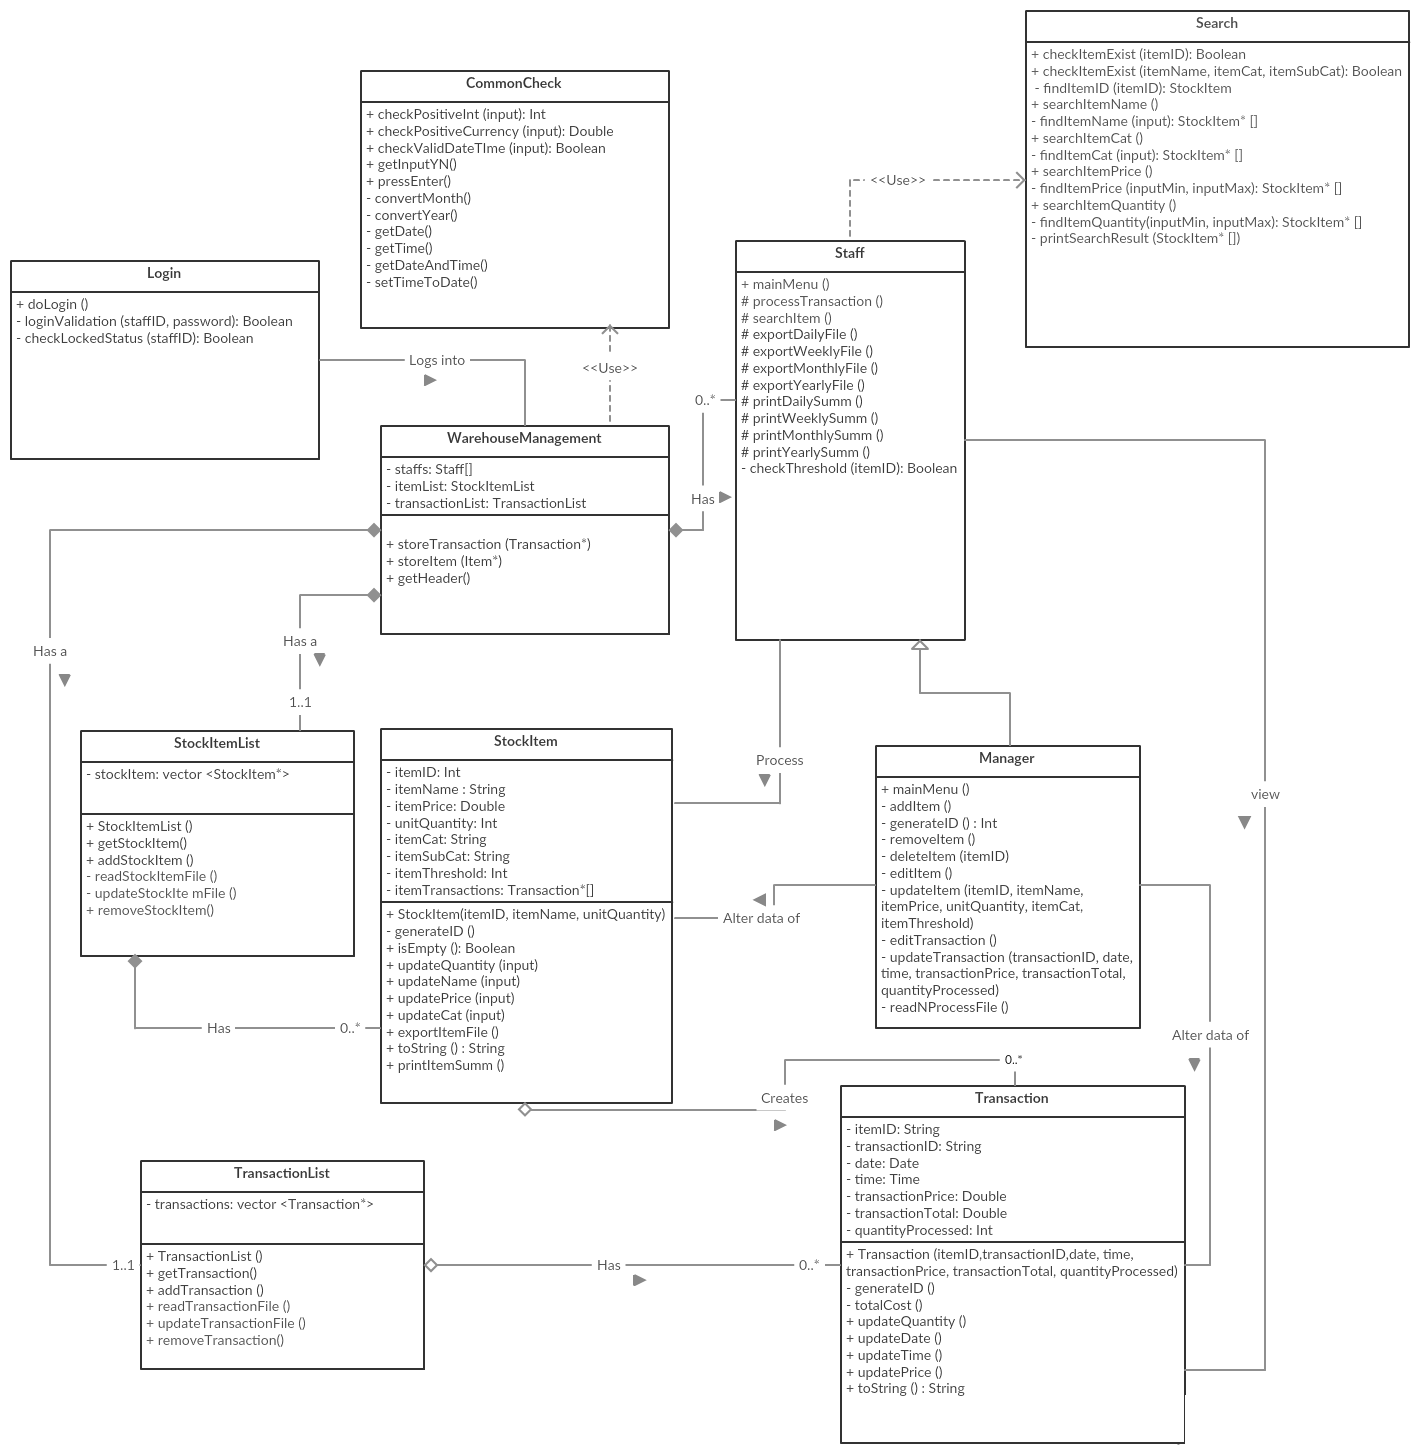 Search
+ checkItemExist (itemID): Boolean
+ checkItemExist (itemName, itemCat, itemSubCat): Boolean
- findItemID (itemID): StockItem
+ searchItemName ()
- findItemName (input): StockItem* []
+ searchItemCat ()
- findItemCat (input): StockItem* []
+ searchItemPrice ()
- findItemPrice (inputMin, inputMax): StockItem* []
+ searchItemQuantity ()
- findItemQuantity(inputMin, inputMax): StockItem* []
- printSearchResult (StockItem* [])
CommonCheck
+ checkPositiveInt (input): Int
+ checkPositiveCurrency (input): Double
+ checkValidDateTIme (input): Boolean
+ getInputYN()
+ pressEnter()
- convertMonth()
- convertYear()
- getDate()
- getTime()
- getDateAndTime()
- setTimeToDate()
<<Use>>
Login
+ doLogin ()
- loginValidation (staffID, password): Boolean
- checkLockedStatus (staffID): Boolean
Logs into
<<Use>>
Staff
+ mainMenu ()
# processTransaction ()
# searchItem ()
# exportDailyFile ()
# exportWeeklyFile ()
# exportMonthlyFile ()
# exportYearlyFile ()
# printDailySumm ()
# printWeeklySumm ()
# printMonthlySumm ()
# printYearlySumm ()
- checkThreshold (itemID): Boolean
0..*
Has
WarehouseManagement
- staffs: Staff[]
- itemList: StockItemList
- transactionList: TransactionList
+ storeTransaction (Transaction*)
+ storeItem (Item*)
+ getHeader()
Has a
Has a
1..1
StockItemList
- stockItem: vector <StockItem*>
+ StockItemList ()
+ getStockItem()
+ addStockItem ()
- readStockItemFile ()
- updateStockIte mFile ()
+ removeStockItem()
Has
0..*
StockItem
- itemID: Int
- itemName : String
- itemPrice: Double
- unitQuantity: Int
- itemCat: String
- itemSubCat: String
- itemThreshold: Int
- itemTransactions: Transaction*[]
+ StockItem(itemID, itemName, unitQuantity)
- generateID ()
+ isEmpty (): Boolean
+ updateQuantity (input)
+ updateName (input)
+ updatePrice (input)
+ updateCat (input)
+ exportItemFile ()
+ toString () : String
+ printItemSumm ()
Process
Alter data of
Manager
+ mainMenu ()
- addItem ()
- generateID () : Int
- removeItem ()
- deleteItem (itemID)
- editItem ()
- updateItem (itemID, itemName,
itemPrice, unitQuantity, itemCat,
itemThreshold)
- editTransaction ()
- updateTransaction (transactionID, date,
time, transactionPrice, transactionTotal,
quantityProcessed)
- readNProcessFile ()
view
Alter data of
0..*
Creates
Transaction
- itemID: String
- transactionID: String
- date: Date
- time: Time
- transactionPrice: Double
- transactionTotal: Double
- quantityProcessed: Int
+ Transaction (itemID,transactionID,date, time,
transactionPrice, transactionTotal, quantityProcessed)
- generateID ()
- totalCost ()
+ updateQuantity ()
+ updateDate ()
+ updateTime ()
+ updatePrice ()
+ toString () : String
TransactionList
- transactions: vector <Transaction*>
+ TransactionList ()
+ getTransaction()
+ addTransaction ()
+ readTransactionFile ()
+ updateTransactionFile ()
+ removeTransaction()
1..1
Has
0..*